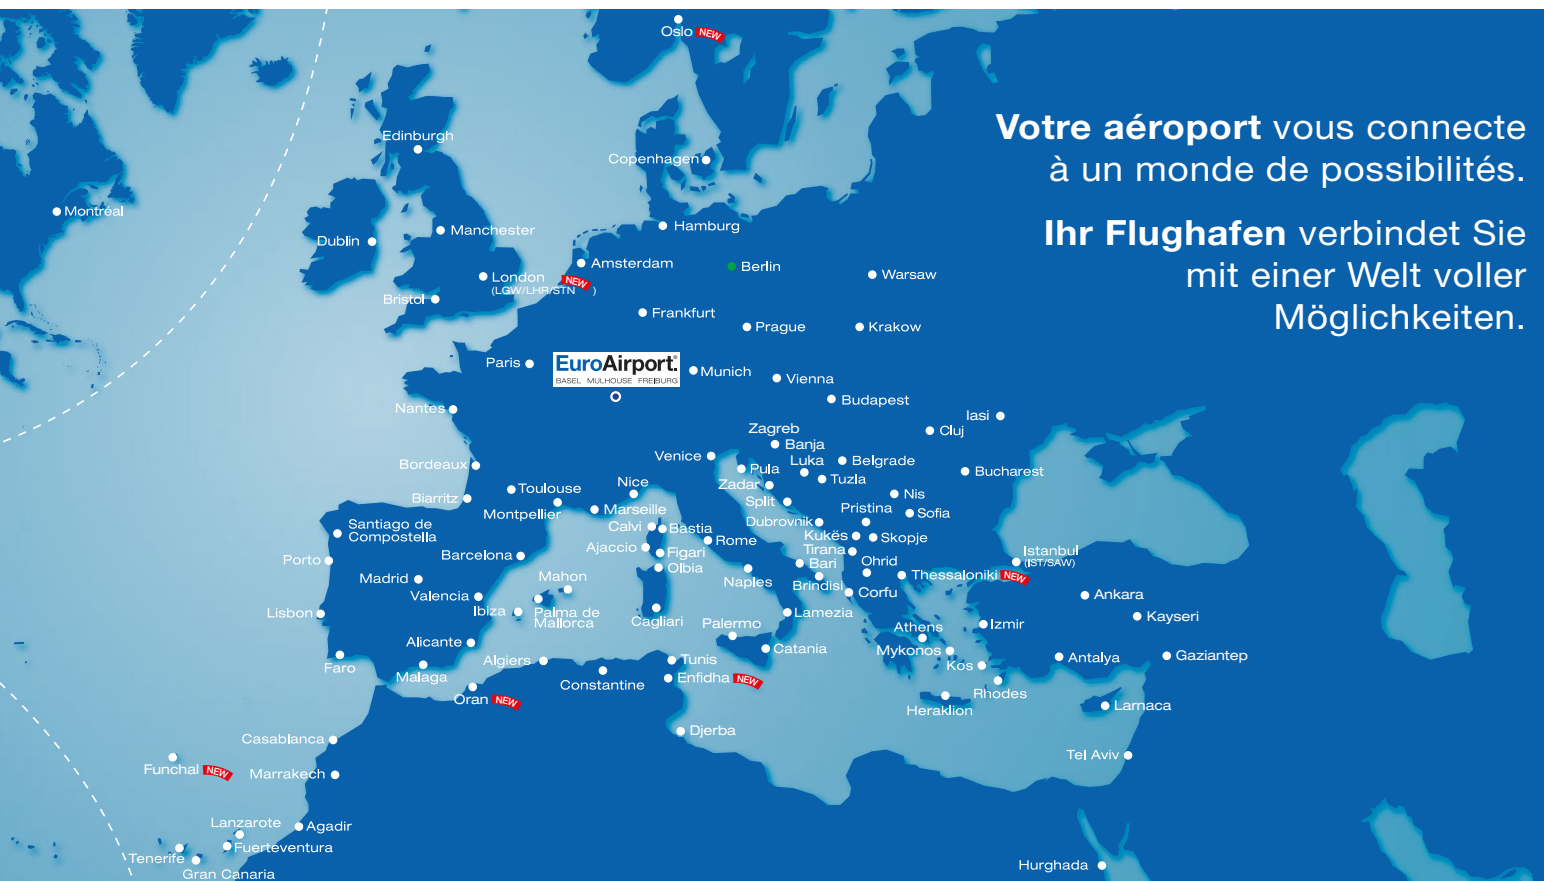 Oslo NEW
Votre aéroport vous connecte
à un monde de possibilités.
Ihr Flughafen verbindet Sie
mit einer Welt voller
Möglichkeiten.
Edinburgh
Copenhagen
Montréal
Hamburg
Manchester
Dublin
Amsterdam
Berlin
Warsaw
London
(LGW/LHR/STN NEW )
Bristol
Frankfurt
Prague
Krakow
Paris
EuroAirport.
BASEL MULHOUSE FREIBURG
Munich
Vienna
Budapest
Nantes
Iasi
Cluj
Zagreb
Banja
Luka
Venice
Belgrade
Bordeaux
Pula
Bucharest
Tuzla
Zadar
Nice
Toulouse
Biarritz
Nis
Split
Montpellier
Marseille
Pristina
Sofia
Santiago de
Compostella
Calvi
Bastia
Dubrovnik
Kukës
Skopje
Rome
Ajaccio
Figari
Tirana
Istanbul
(IST/SAW)
Porto
Barcelona
Olbia
Bari
Ohrid
Madrid
Mahon
Naples
Brindisi
Thessaloniki NEW
Corfu
Ankara
Valencia
Ibiza
Palma de
Mallorca
Lisbon
Cagliari
Palermo
Lamezia
Athens
Izmir
Kayseri
Alicante
Catania
Mykonos
Faro
Malaga
Algiers
Tunis
Kos
Antalya
Gaziantep
Constantine
Enfidha NEW
Oran NEW
Rhodes
Heraklion
Larnaca
Casablanca
Djerba
Tel Aviv
Funchal NEW
Marrakech
Lanzarote
Agadir
Fuerteventura
Tenerife
Gran Canaria
Hurghada